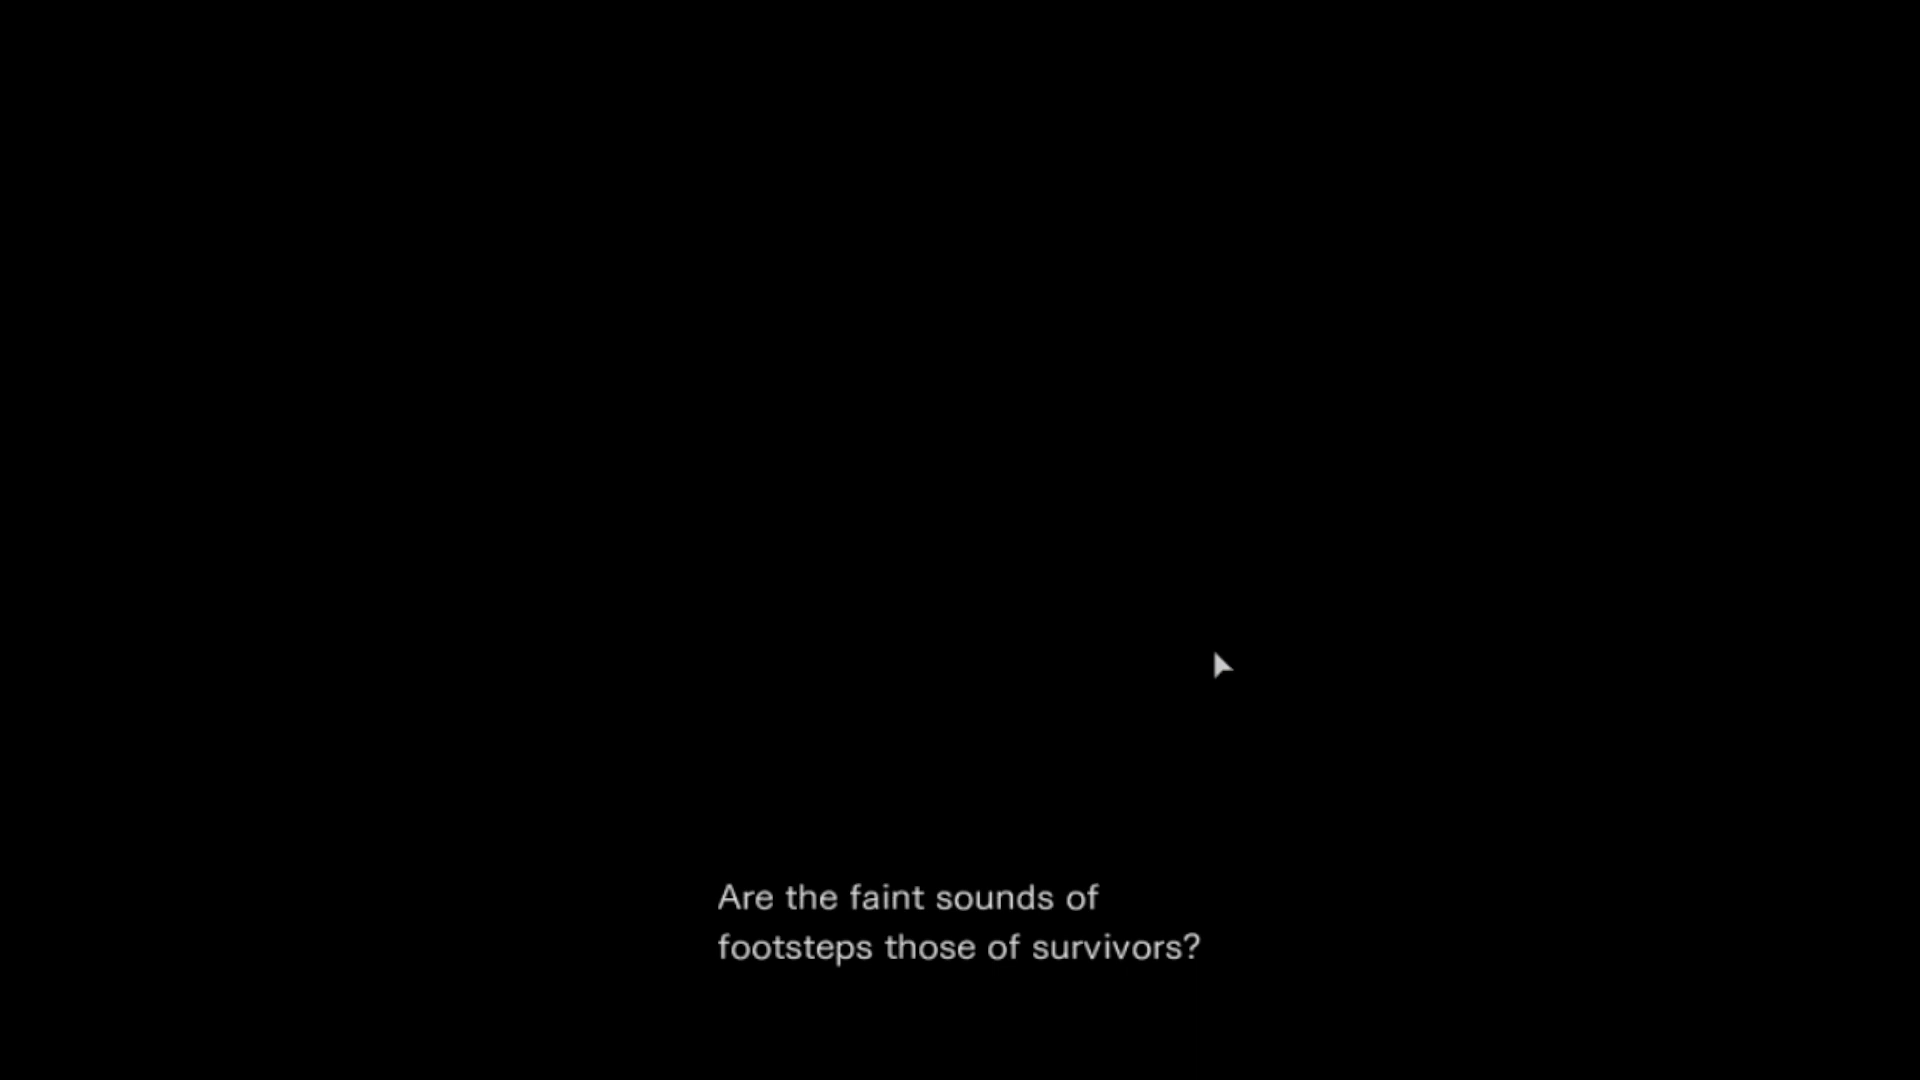 Are the faint sounds of
footsteps those of survivors?